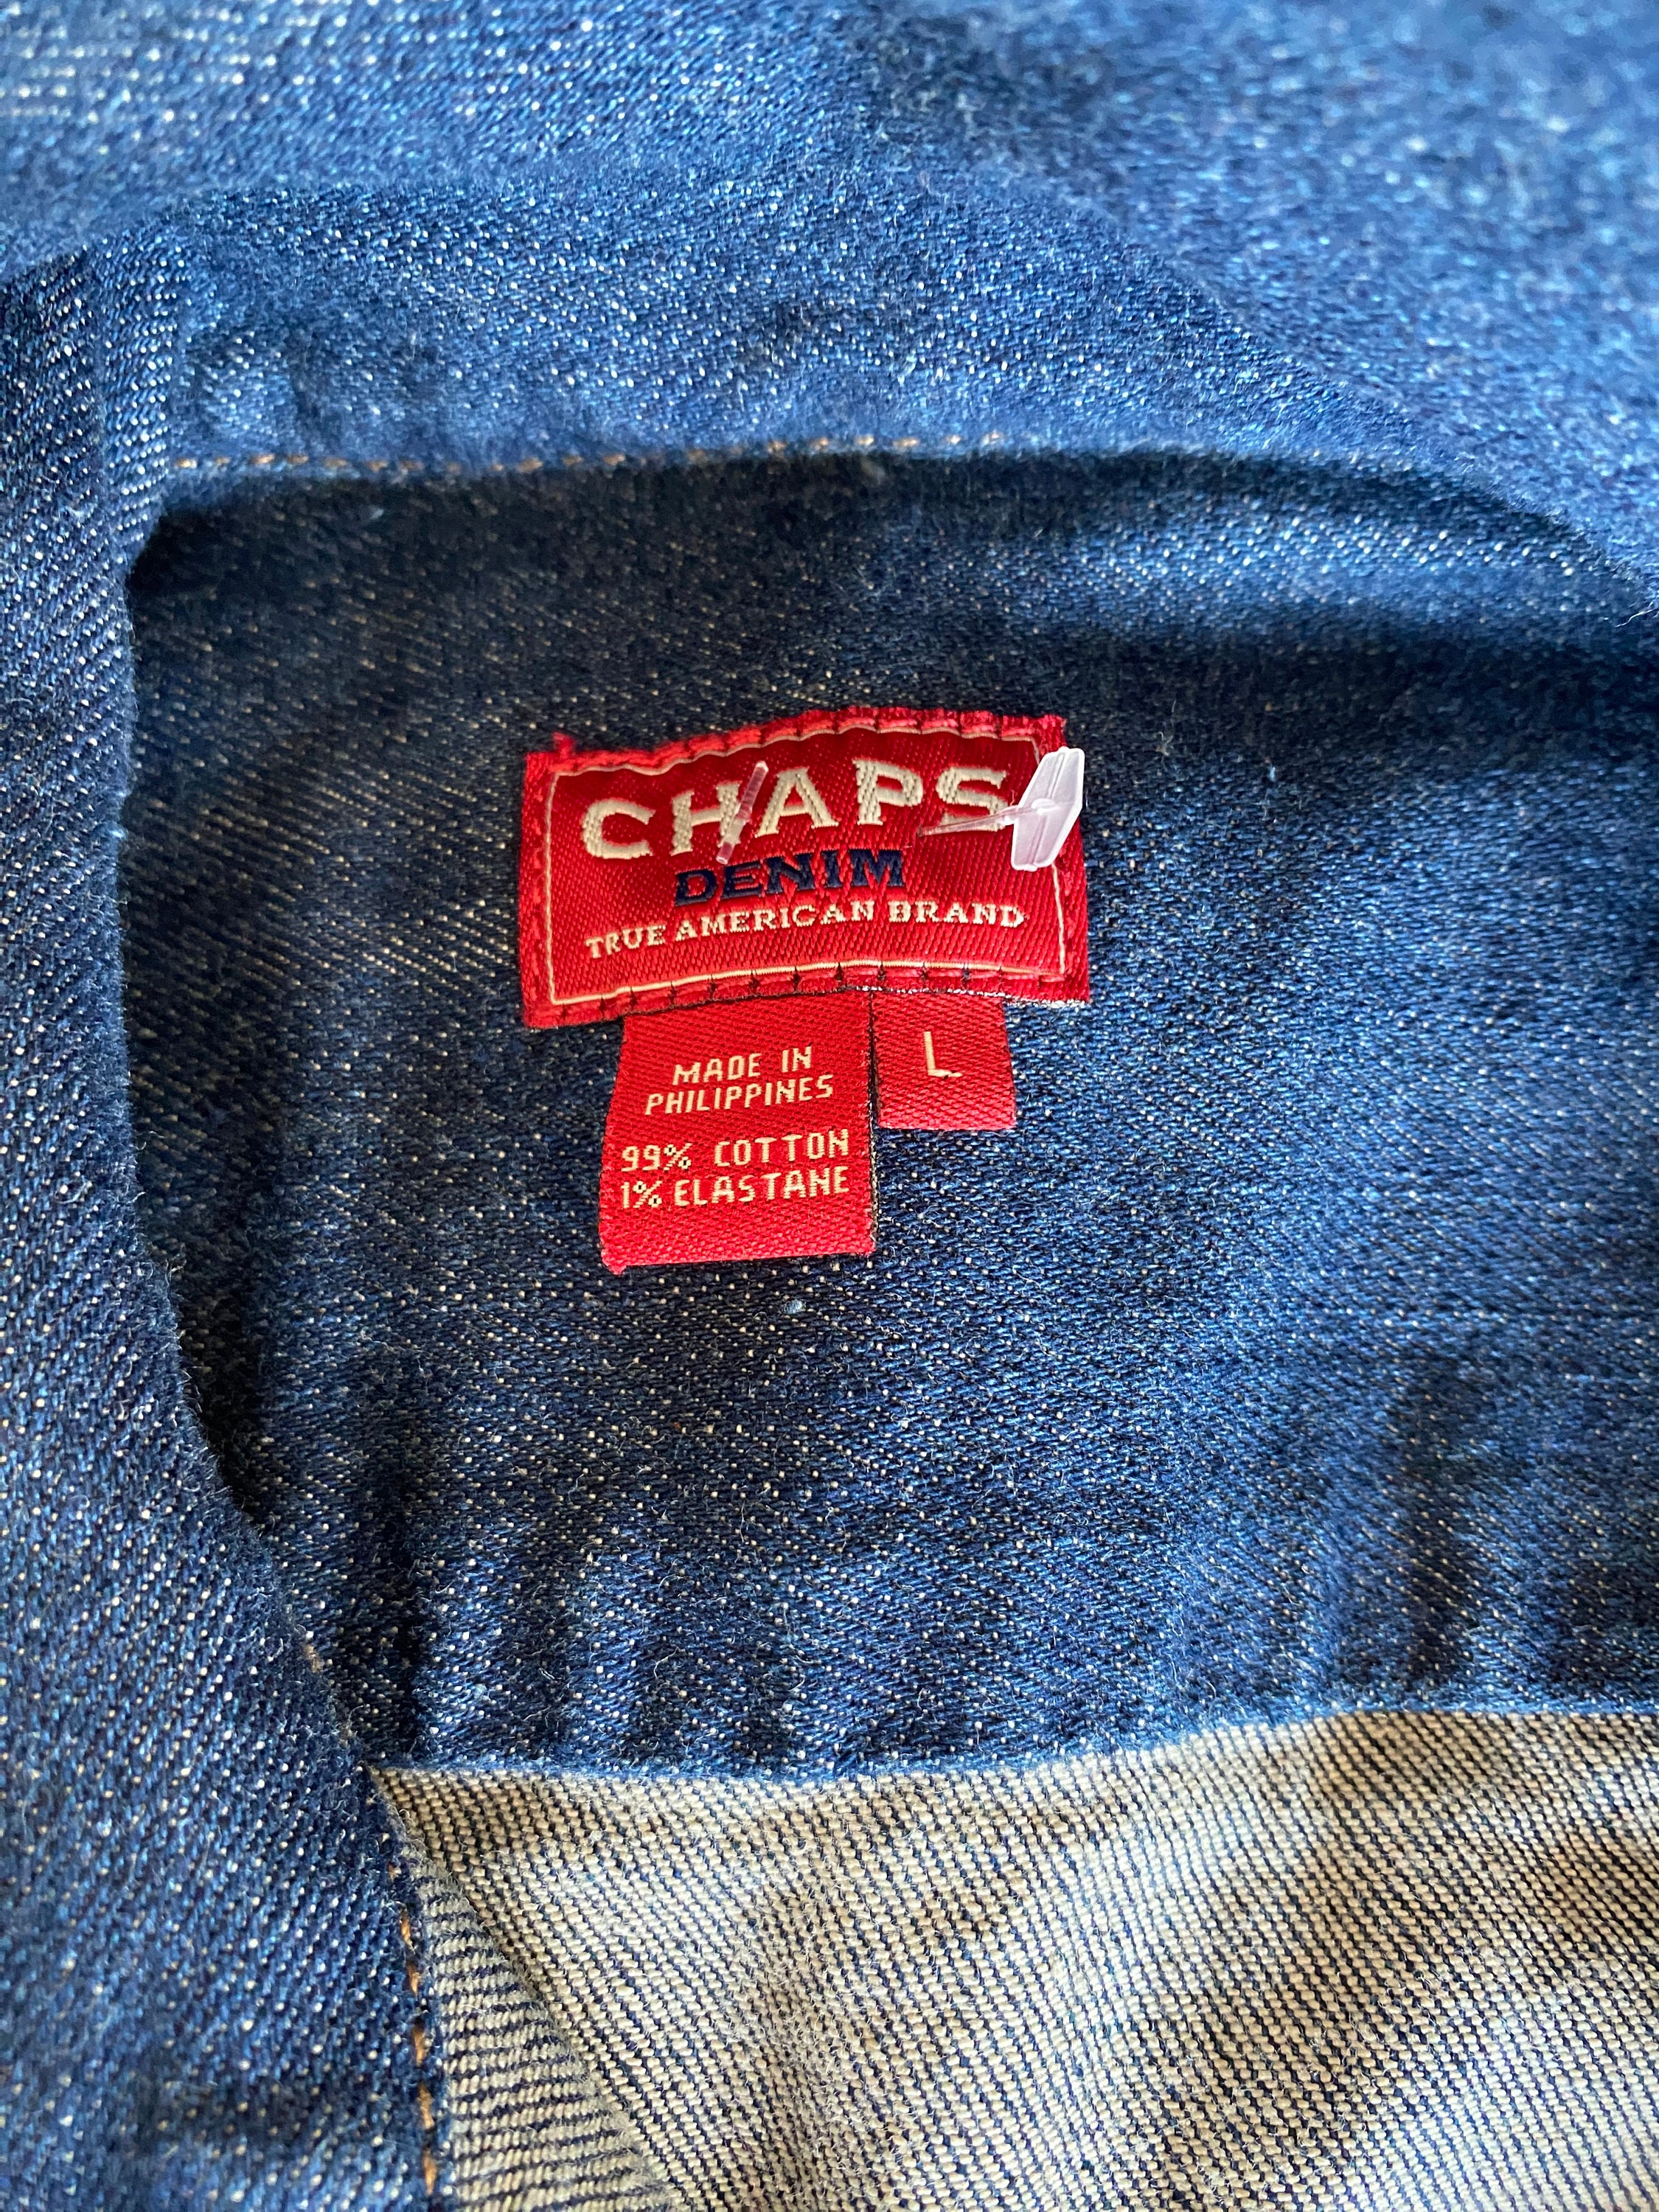 CHAPS
DENIM
TRUE AMERICAN BRAND
L
MADE IN
PHILIPPINES
99% COTTON
1% ELASTANE